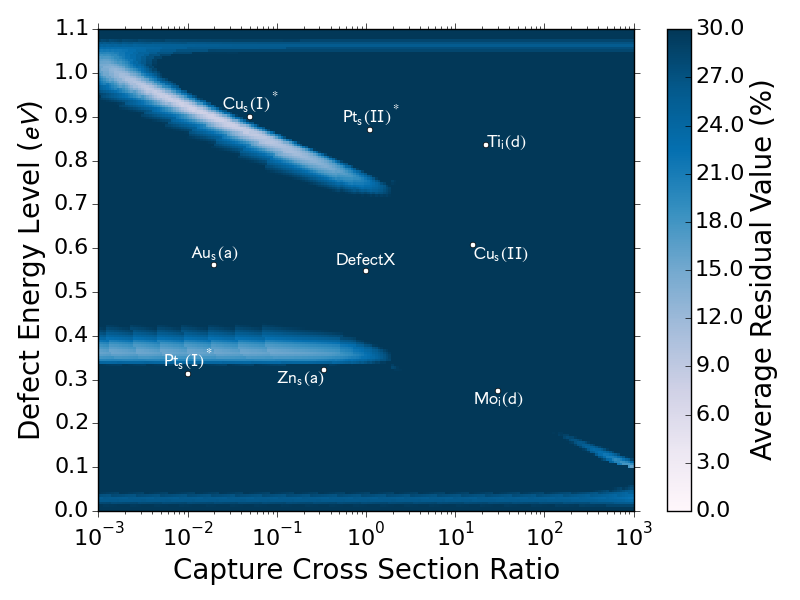 Defect Energy Level (eV)
1.1
1.0
0.9
0.8
0.7
0.6
0.5
0.4
0.3
0.2
0.1
0.0
Cuₛ(I)*
Ptₛ(II)*
Tiᵢ(d)
Auₛ(a)
DefectX
Cuₛ(II)
Ptₛ(I)*
Znₛ(a)
Moᵢ(d)
10⁻³ 10⁻² 10⁻¹ 10⁰ 10¹ 10² 10³
Capture Cross Section Ratio
30.0
27.0
24.0
21.0
18.0
15.0
12.0
9.0
6.0
3.0
0.0
Average Residual Value (%)